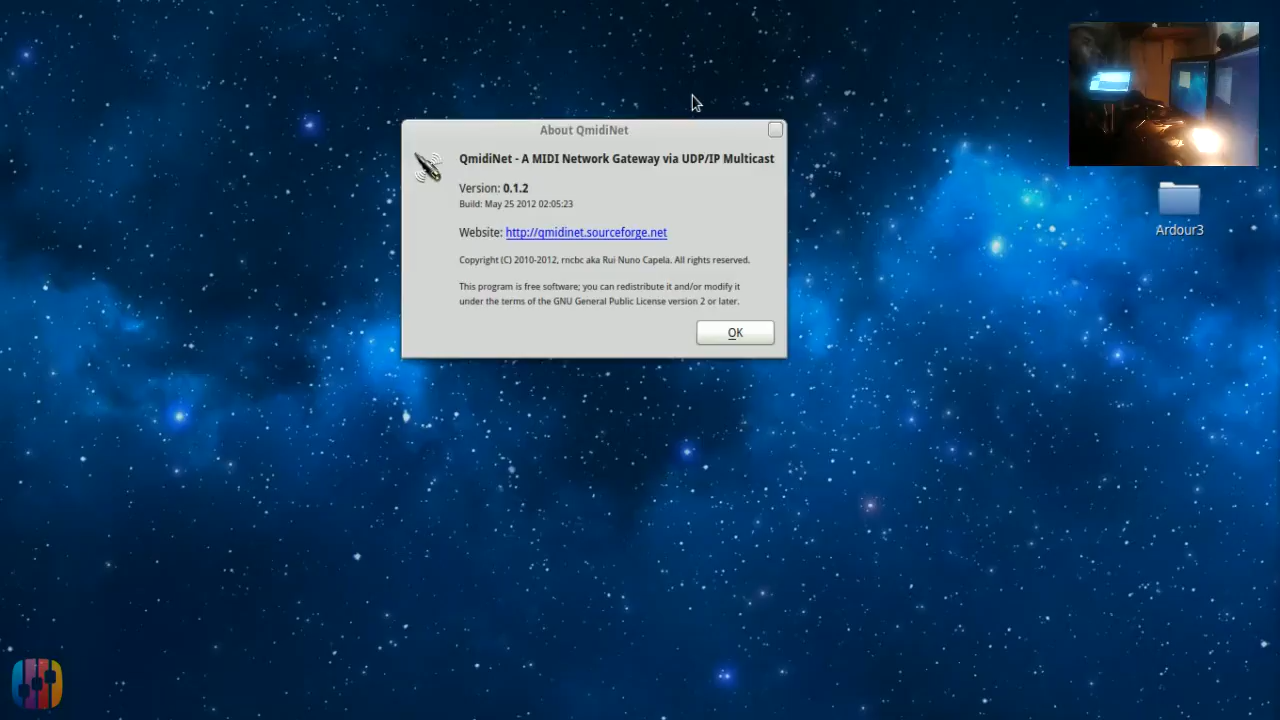 About QmidiNet
QmidiNet - A MIDI Network Gateway via UDP/IP Multicast
Version: 0.1.2
Build: May 25 2012 02:05:23
Website: http://qmidinet.sourceforge.net
Copyright (C) 2010-2012, rncbc aka Rui Nuno Capela. All rights reserved.
This program is free software; you can redistribute it and/or modify it
under the terms of the GNU General Public License version 2 or later.
OK
Ardour3